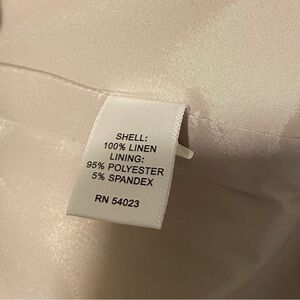 SHELL:
100% LINEN
LINING:
95% POLYESTER
5% SPANDEX
RN 54023